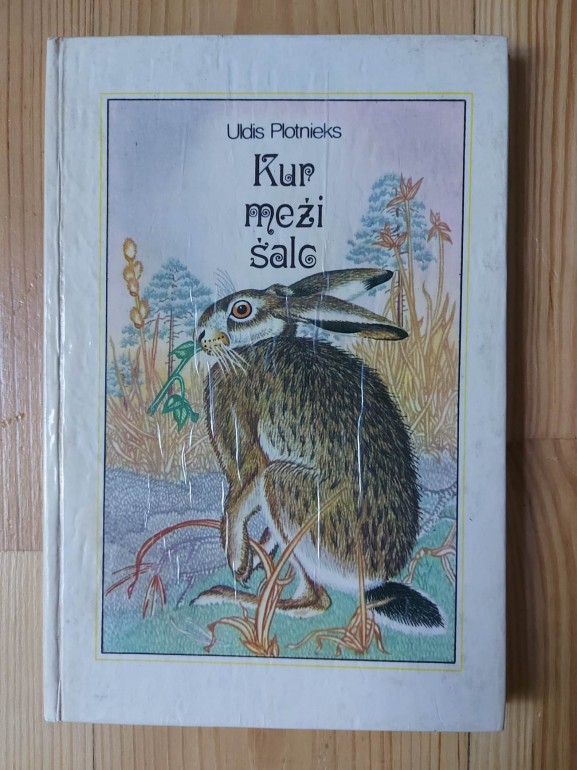 Uldis Plotnieks
Kur
meži
šalc